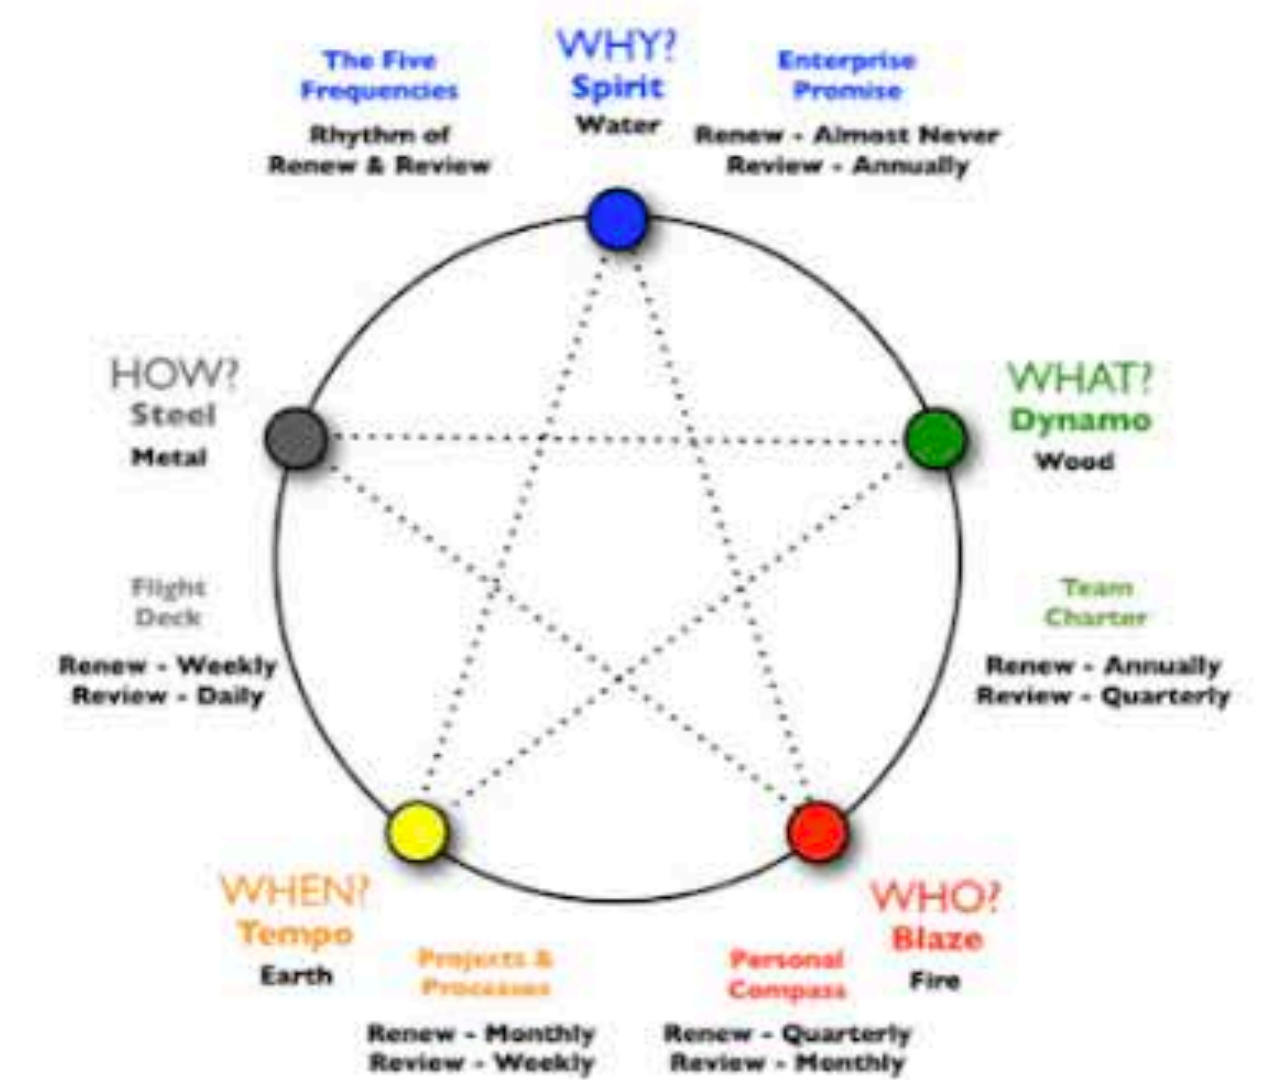 The Five
Frequencies
Rhythm of
Renew & Review
WHY?
Spirit
Water
Enterprise
Promise
Renew - Almost Never
Review - Annually
HOW?
Steel
Metal
WHAT?
Dynamo
Wood
Flight
Deck
Renew - Weekly
Review - Daily
Team
Charter
Renew - Annually
Review - Quarterly
WHEN?
Tempo
Earth
Projects &
Processes
Renew - Monthly
Review - Weekly
WHO?
Blaze
Fire
Personal
Compass
Renew - Quarterly
Review - Monthly